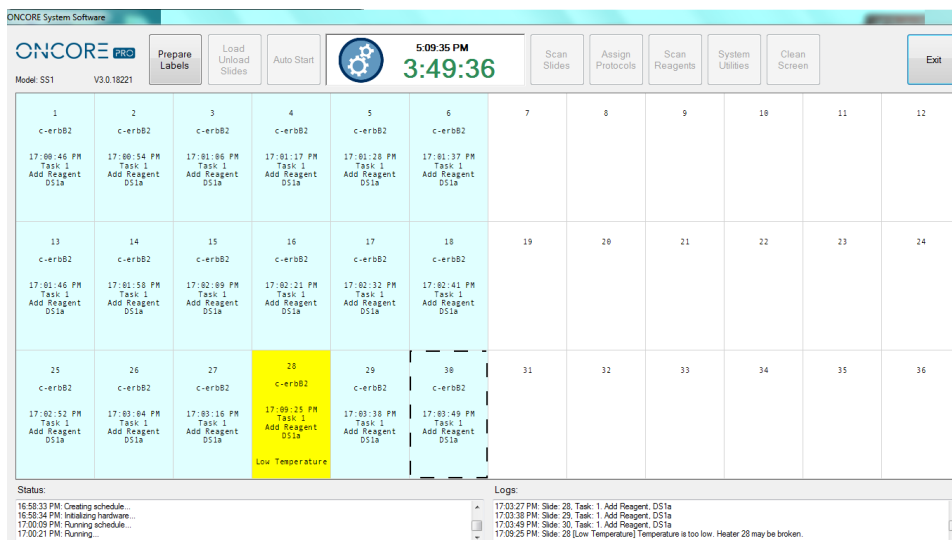 ONCORE System Software
ONCORE PRO
Model: SS1 V3.0.18221
Prepare Labels
Load Unload Slides
Auto Start
5:09:35 PM
3:49:36
Scan Slides
Assign Protocols
Scan Reagents
System Utilities
Clean Screen
Exit
1 2 3 4 5 6 7 8 9 10 11 12
c-erbB2 c-erbB2 c-erbB2 c-erbB2 c-erbB2 c-erbB2
17:00:46 PM 17:00:54 PM 17:01:06 PM 17:01:17 PM 17:01:28 PM 17:01:37 PM
Task 1 Task 1 Task 1 Task 1 Task 1 Task 1
Add Reagent Add Reagent Add Reagent Add Reagent Add Reagent Add Reagent
DS1a DS1a DS1a DS1a DS1a DS1a
13 14 15 16 17 18 19 20 21 22 23 24
c-erbB2 c-erbB2 c-erbB2 c-erbB2 c-erbB2 c-erbB2
17:01:46 PM 17:01:58 PM 17:02:09 PM 17:02:21 PM 17:02:32 PM 17:02:41 PM
Task 1 Task 1 Task 1 Task 1 Task 1 Task 1
Add Reagent Add Reagent Add Reagent Add Reagent Add Reagent Add Reagent
DS1a DS1a DS1a DS1a DS1a DS1a
25 26 27 28 29 30 31 32 33 34 35 36
c-erbB2 c-erbB2 c-erbB2 c-erbB2 c-erbB2 c-erbB2
17:02:52 PM 17:03:04 PM 17:03:16 PM 17:09:25 PM 17:03:38 PM 17:03:49 PM
Task 1 Task 1 Task 1 Task 1 Task 1 Task 1
Add Reagent Add Reagent Add Reagent Add Reagent Add Reagent Add Reagent
DS1a DS1a DS1a DS1a DS1a DS1a
Low Temperature
Status:
16:58:33 PM: Creating schedule...
16:58:34 PM: Initializing hardware...
17:00:09 PM: Running schedule...
17:00:21 PM: Running...
Logs:
17:03:27 PM: Slide: 28, Task: 1. Add Reagent, DS1a
17:03:38 PM: Slide: 29, Task: 1. Add Reagent, DS1a
17:03:49 PM: Slide: 30, Task: 1. Add Reagent, DS1a
17:09:25 PM: Slide: 28 [Low Temperature] Temperature is too low. Heater 28 may be broken.